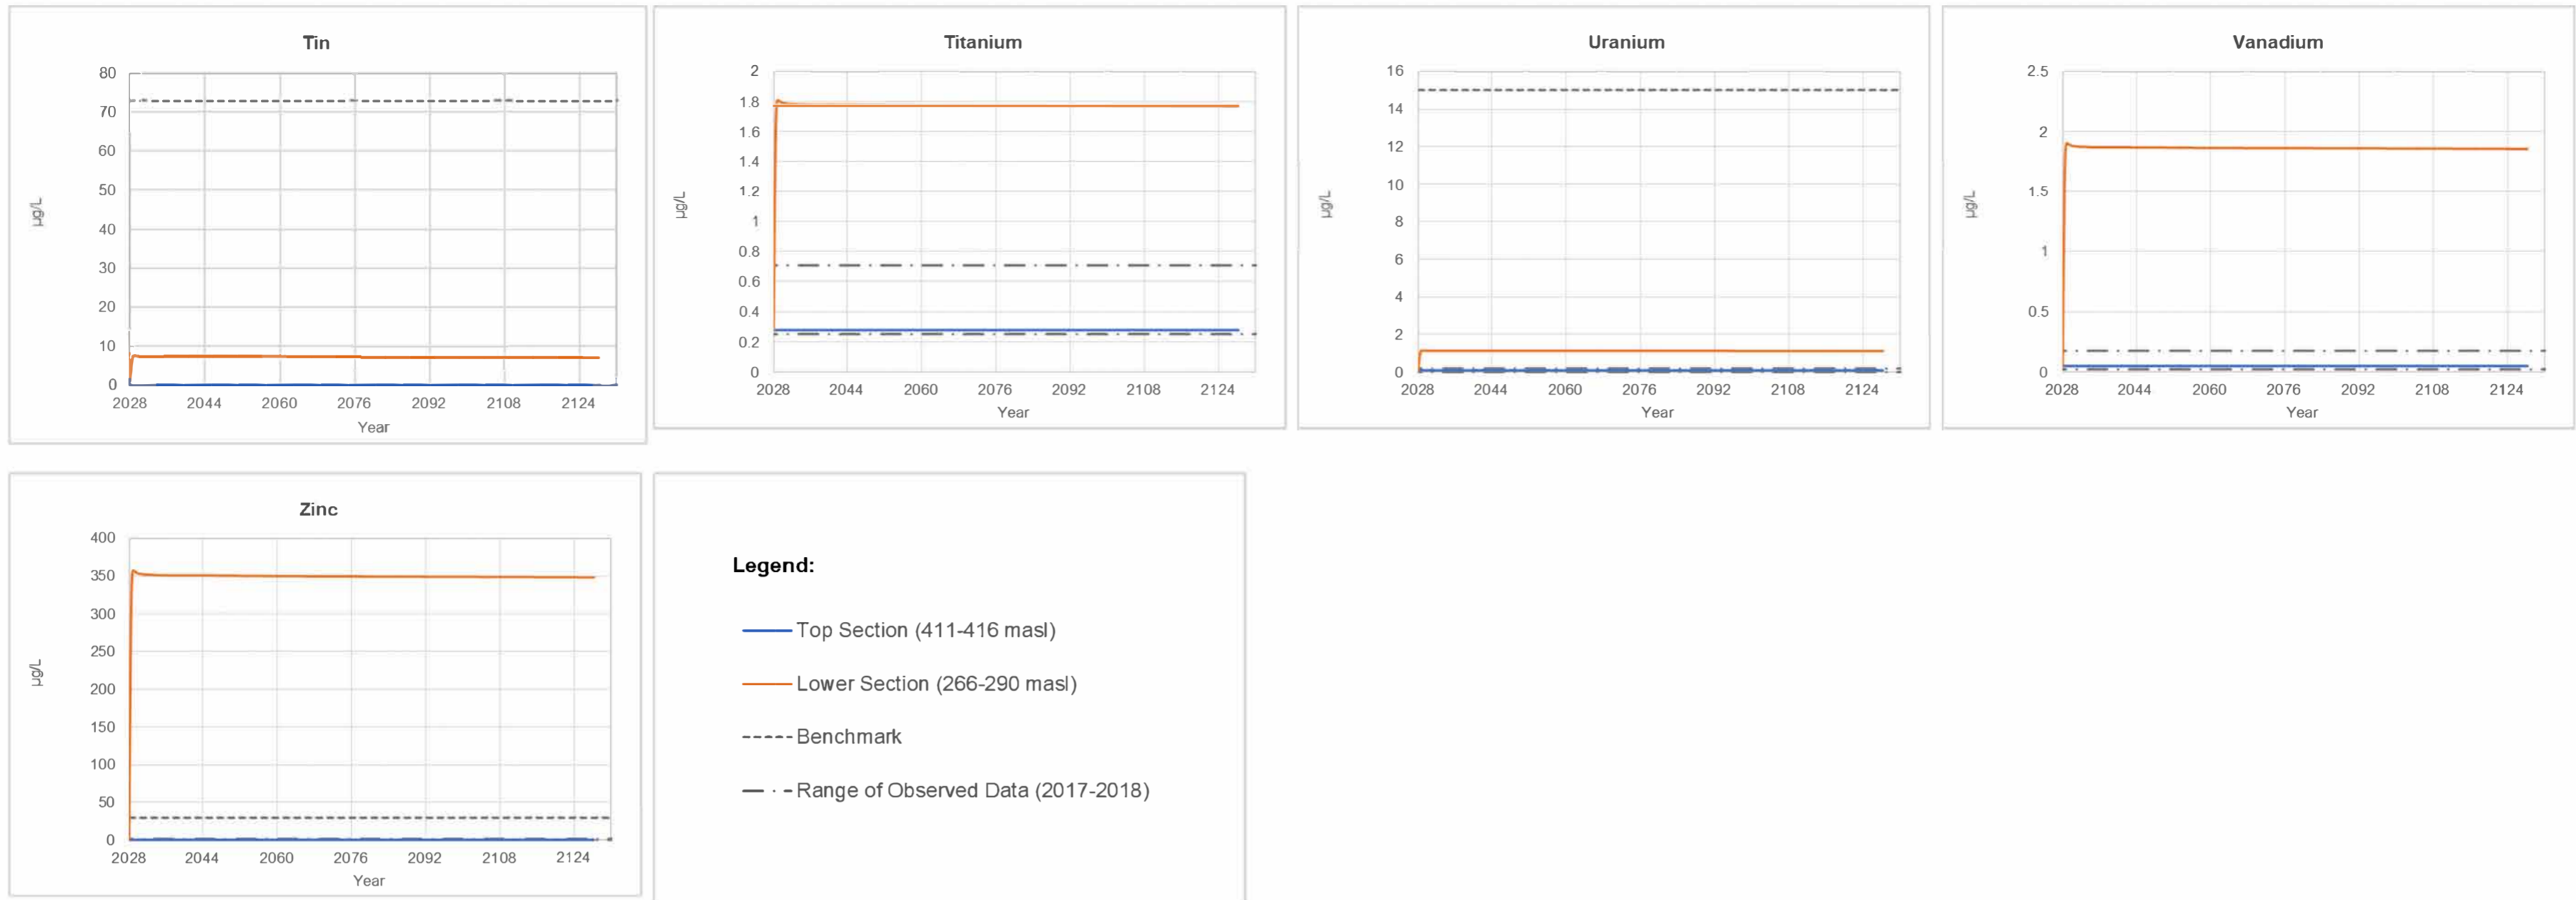 Tin
80
70
60
50
40
30
20
10
0
µg/L
2028 2044 2060 2076 2092 2108 2124
Year
Titanium
2
1.8
1.6
1.4
1.2
1
0.8
0.6
0.4
0.2
0
µg/L
2028 2044 2060 2076 2092 2108 2124
Year
Uranium
16
14
12
10
8
6
4
2
0
µg/L
2028 2044 2060 2076 2092 2108 2124
Year
Vanadium
2.5
2
1.5
1
0.5
0
µg/L
2028 2044 2060 2076 2092 2108 2124
Year
Zinc
400
350
300
250
200
150
100
50
0
µg/L
2028 2044 2060 2076 2092 2108 2124
Year
Legend:
Top Section (411-416 masl)
Lower Section (266-290 masl)
Benchmark
Range of Observed Data (2017-2018)